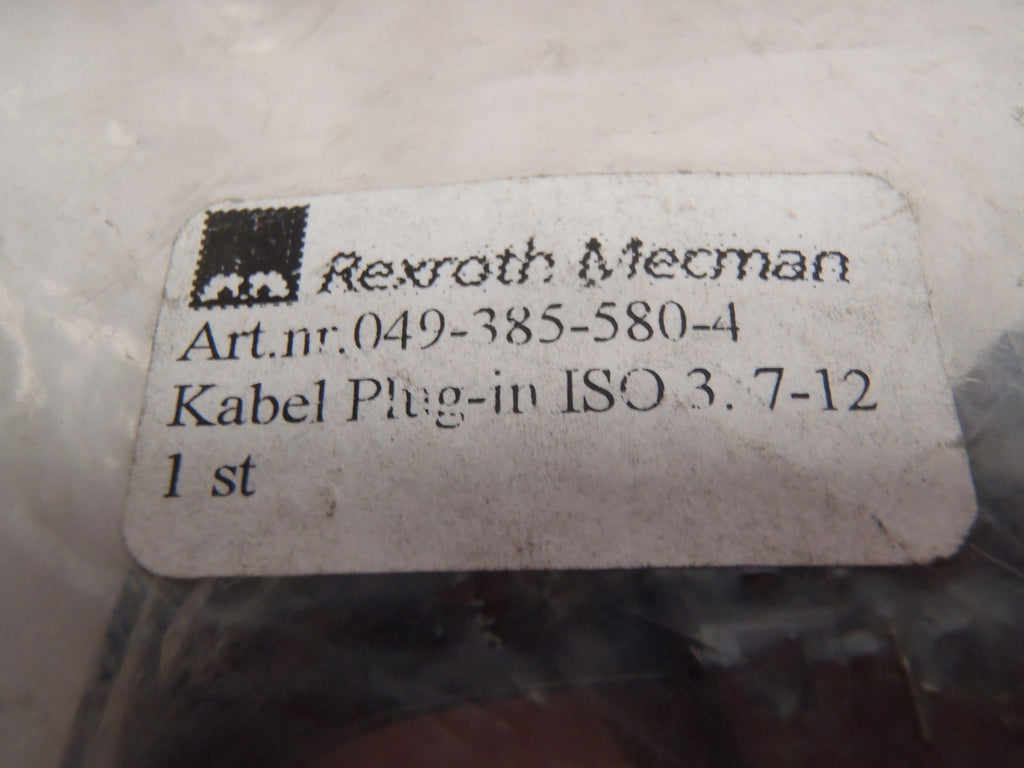 Rexroth Mecman
Art.nr.049-385-580-4
Kabel Plug-in ISO 3. 7-12
1 st